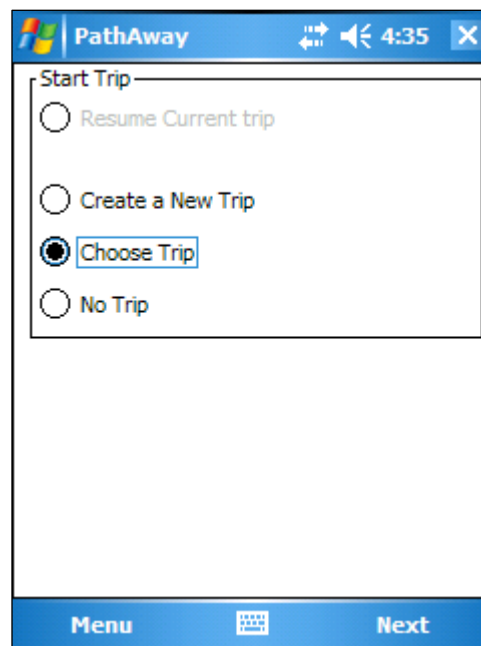 PathAway 4:35
Start Trip
Resume Current trip
Create a New Trip
Choose Trip
No Trip
Menu Next